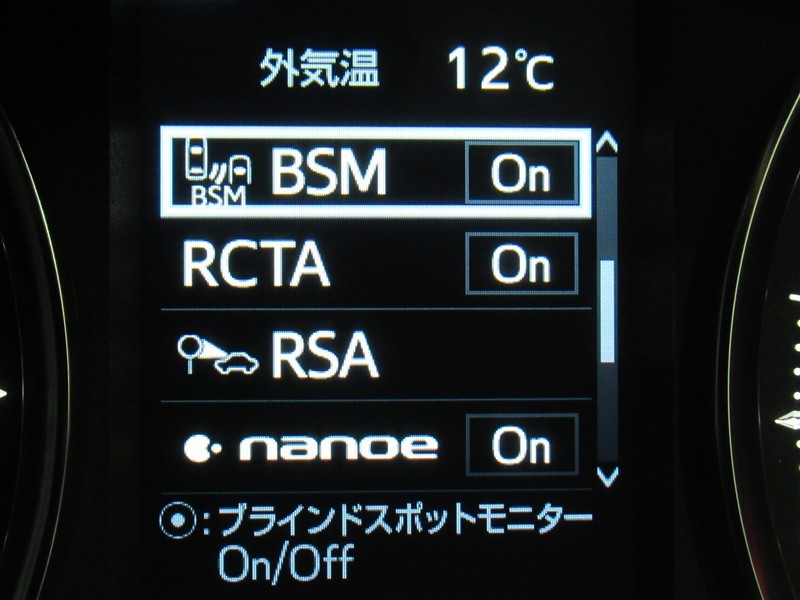 外気温 12℃
BSM BSM On
RCTA On
RSA
nanoe On
◉:ブラインドスポットモニター
On/Off